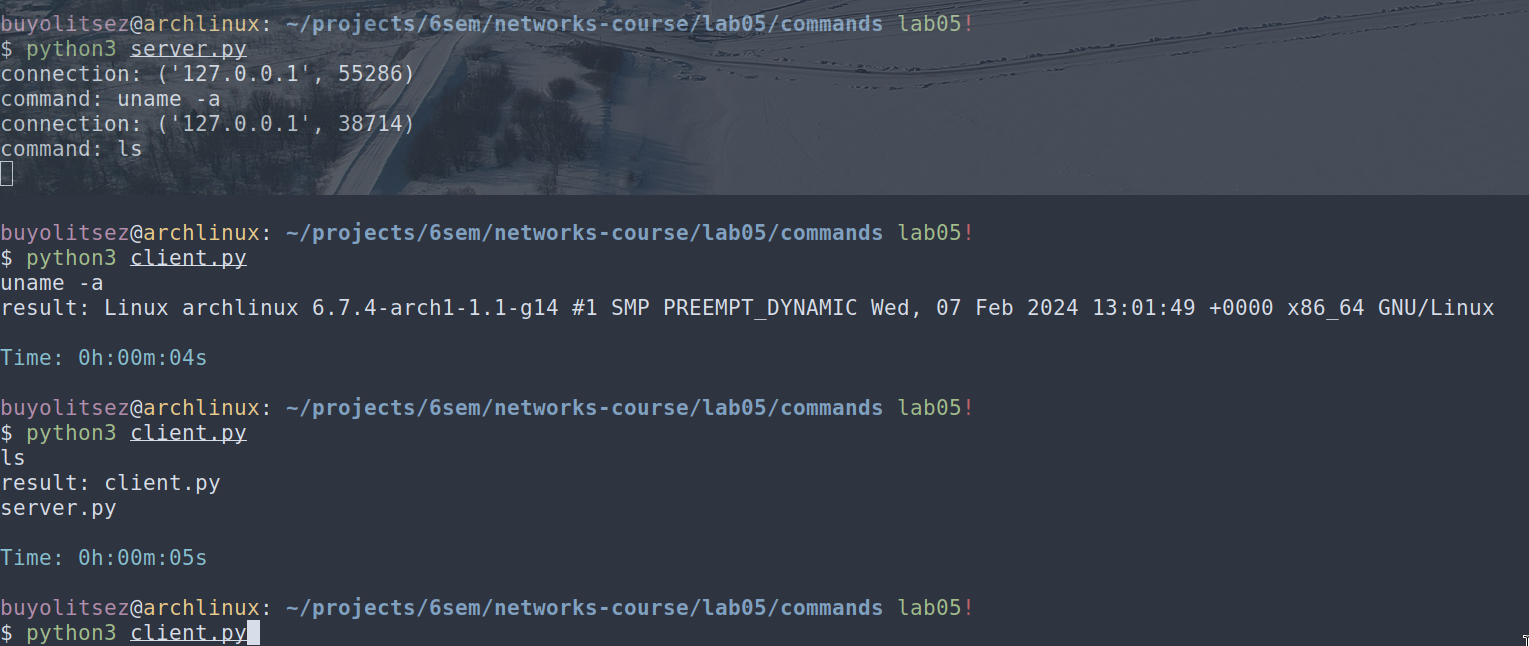 buyolitsez@archlinux: ~/projects/6sem/networks-course/lab05/commands lab05!
$ python3 server.py
connection: ('127.0.0.1', 55286)
command: uname -a
connection: ('127.0.0.1', 38714)
command: ls
buyolitsez@archlinux: ~/projects/6sem/networks-course/lab05/commands lab05!
$ python3 client.py
uname -a
result: Linux archlinux 6.7.4-arch1-1.1-g14 #1 SMP PREEMPT_DYNAMIC Wed, 07 Feb 2024 13:01:49 +0000 x86_64 GNU/Linux
Time: 0h:00m:04s
buyolitsez@archlinux: ~/projects/6sem/networks-course/lab05/commands lab05!
$ python3 client.py
ls
result: client.py
server.py
Time: 0h:00m:05s
buyolitsez@archlinux: ~/projects/6sem/networks-course/lab05/commands lab05!
$ python3 client.py